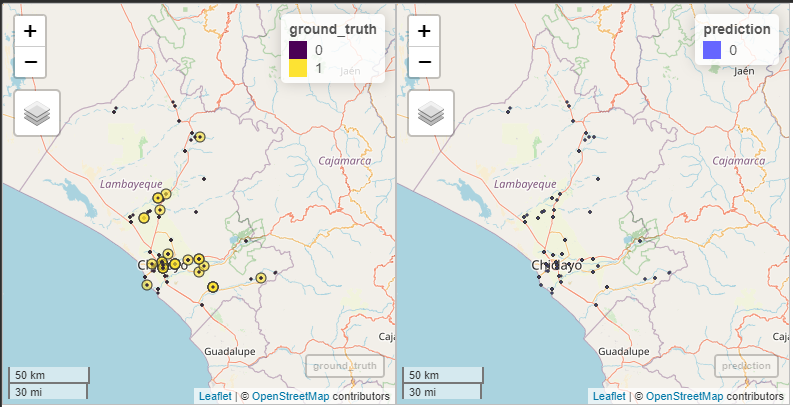 +
−
ground_truth
0
1
Jaén
Cajamarca
Lambayeque
Chiclayo
Guadalupe
Caja
ground_truth
50 km
30 mi
Leaflet | © OpenStreetMap contributors
+
−
prediction
0
Jaén
Cajamarca
Lambayeque
Chiclayo
Guadalupe
Caja
prediction
50 km
30 mi
Leaflet | © OpenStreetMap contributors